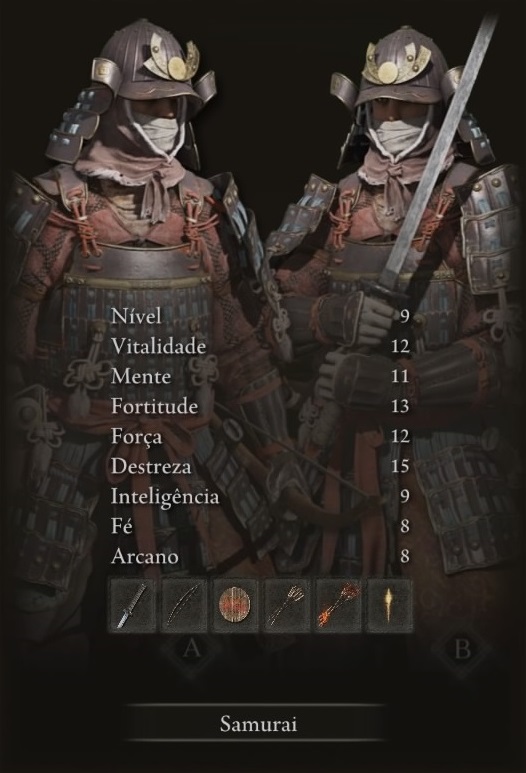 Nível 9
Vitalidade 12
Mente 11
Fortitude 13
Força 12
Destreza 15
Inteligência 9
Fé 8
Arcano 8
A B
Samurai